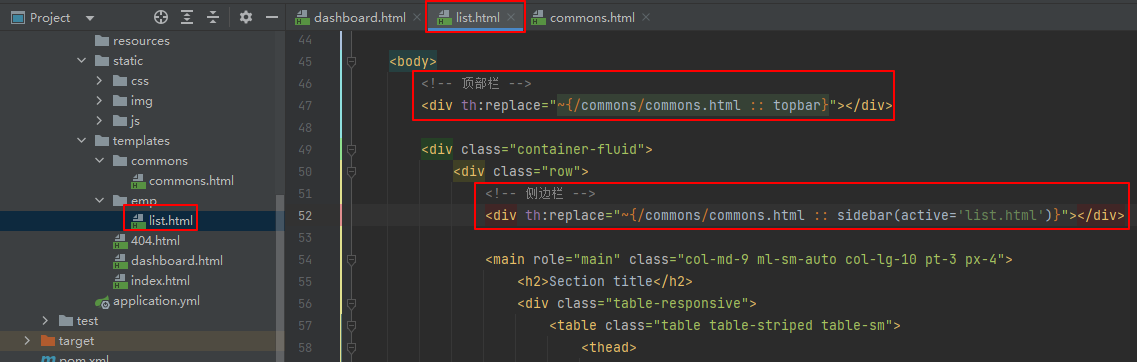 Project
dashboard.html
list.html
commons.html
resources
static
css
img
js
templates
commons
commons.html
emp
list.html
404.html
dashboard.html
index.html
application.yml
test
target
pom.xml
44
45 <body>
46 <!-- 顶部栏 -->
47 <div th:replace="~{/commons/commons.html :: topbar}"></div>
48
49 <div class="container-fluid">
50 <div class="row">
51 <!-- 侧边栏 -->
52 <div th:replace="~{/commons/commons.html :: sidebar(active='list.html')}"></div>
53
54 <main role="main" class="col-md-9 ml-sm-auto col-lg-10 pt-3 px-4">
55 <h2>Section title</h2>
56 <div class="table-responsive">
57 <table class="table table-striped table-sm">
58 <thead>